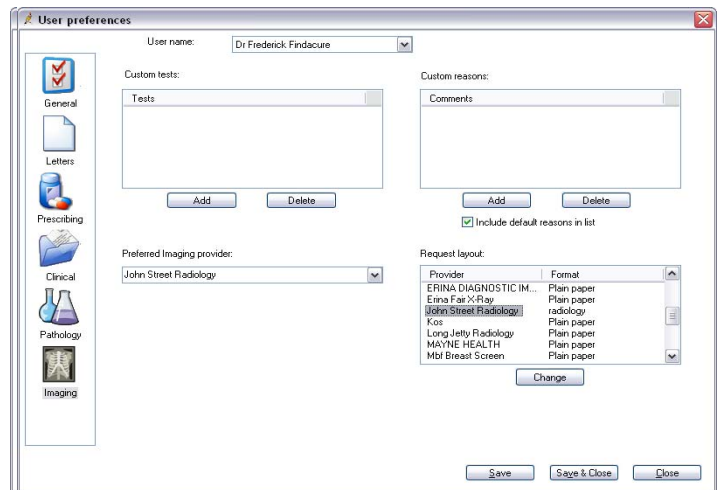 User preferences
User name: Dr Frederick Findacure
General
Letters
Prescribing
Clinical
Pathology
Imaging
Custom tests:
Tests
Add Delete
Custom reasons:
Comments
Add Delete
Include default reasons in list
Preferred Imaging provider:
John Street Radiology
Request layout:
Provider Format
ERINA DIAGNOSTIC IM... Plain paper
Erina Fair X-Ray Plain paper
John Street Radiology radiology
Kos Plain paper
Long Jetty Radiology Plain paper
MAYNE HEALTH Plain paper
Mbf Breast Screen Plain paper
Change
Save Save & Close Close